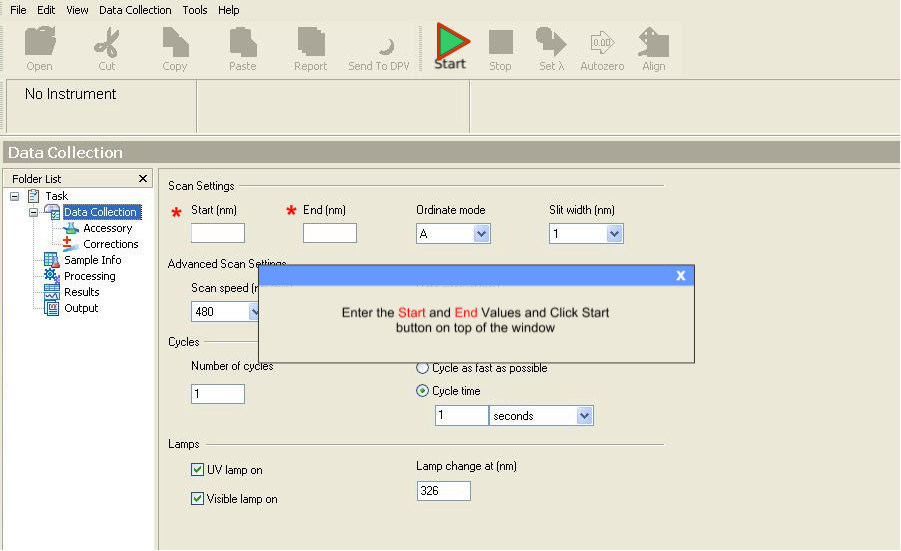 File Edit View Data Collection Tools Help
Open Cut Copy Paste Report Send To DPV Start Stop Set λ 0.00 Autozero Align
No Instrument
Data Collection
Folder List
Task
Data Collection
Accessory
Corrections
Sample Info
Processing
Results
Output
Scan Settings
* Start (nm) * End (nm) Ordinate mode Slit width (nm)
A 1
Advanced Scan Settings
Scan speed (
480
X
Enter the Start and End Values and Click Start
button on top of the window
Cycles
Number of cycles
1
Cycle as fast as possible
Cycle time
1 seconds
Lamps
UV lamp on
Visible lamp on
Lamp change at (nm)
326